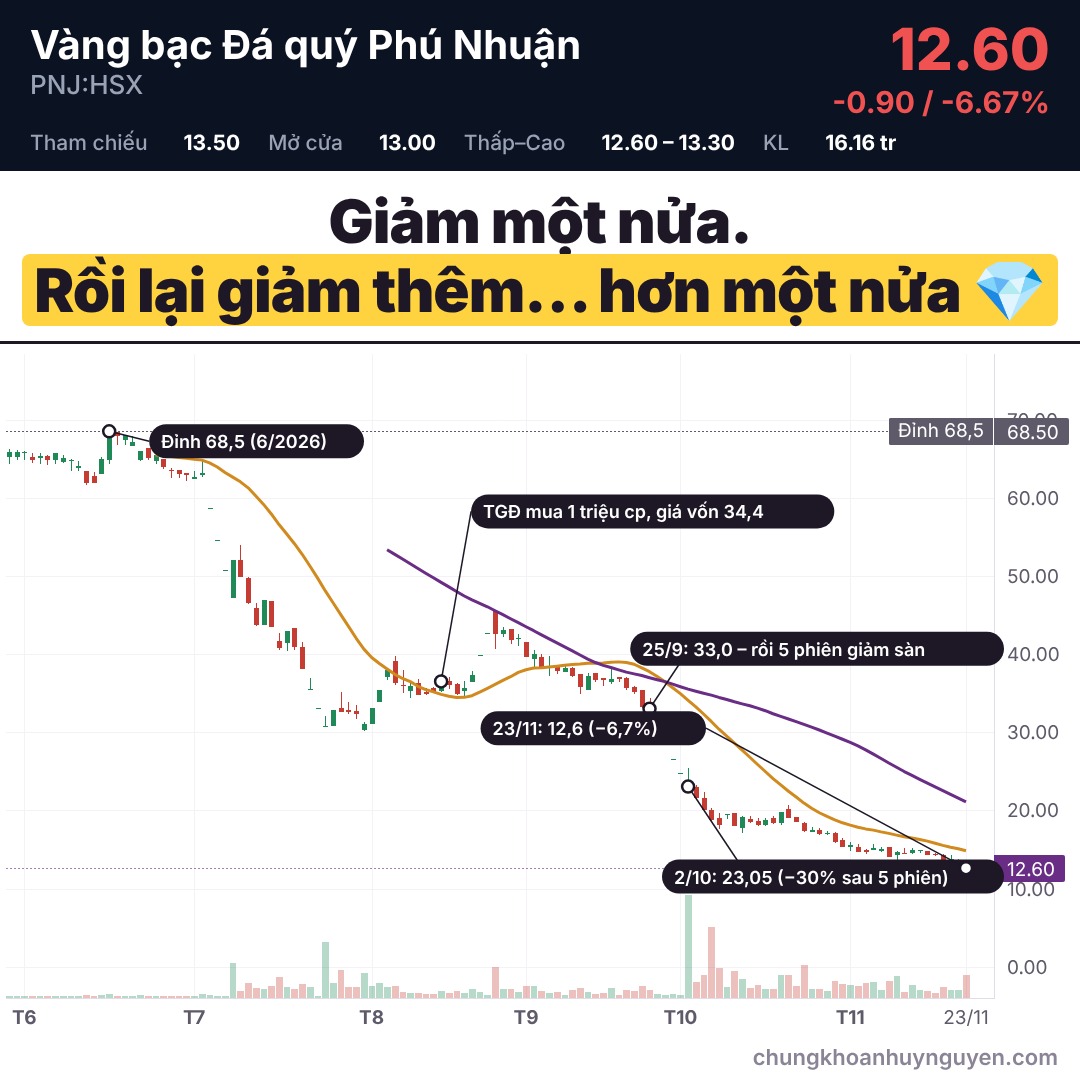 Vàng bạc Đá quý Phú Nhuận
PNJ:HSX
12.60
-0.90 / -6.67%
Tham chiếu 13.50 Mở cửa 13.00 Thấp–Cao 12.60 – 13.30 KL 16.16 tr
Giảm một nửa.
Rồi lại giảm thêm... hơn một nửa 💎
70.00
Đỉnh 68,5 68.50
Đỉnh 68,5 (6/2026)
60.00
TGĐ mua 1 triệu cp, giá vốn 34,4
50.00
25/9: 33,0 – rồi 5 phiên giảm sàn
40.00
23/11: 12,6 (−6,7%)
30.00
20.00
2/10: 23,05 (−30% sau 5 phiên)
12.60
10.00
0.00
T6 T7 T8 T9 T10 T11 23/11
chungkhoanhuynguyen.com